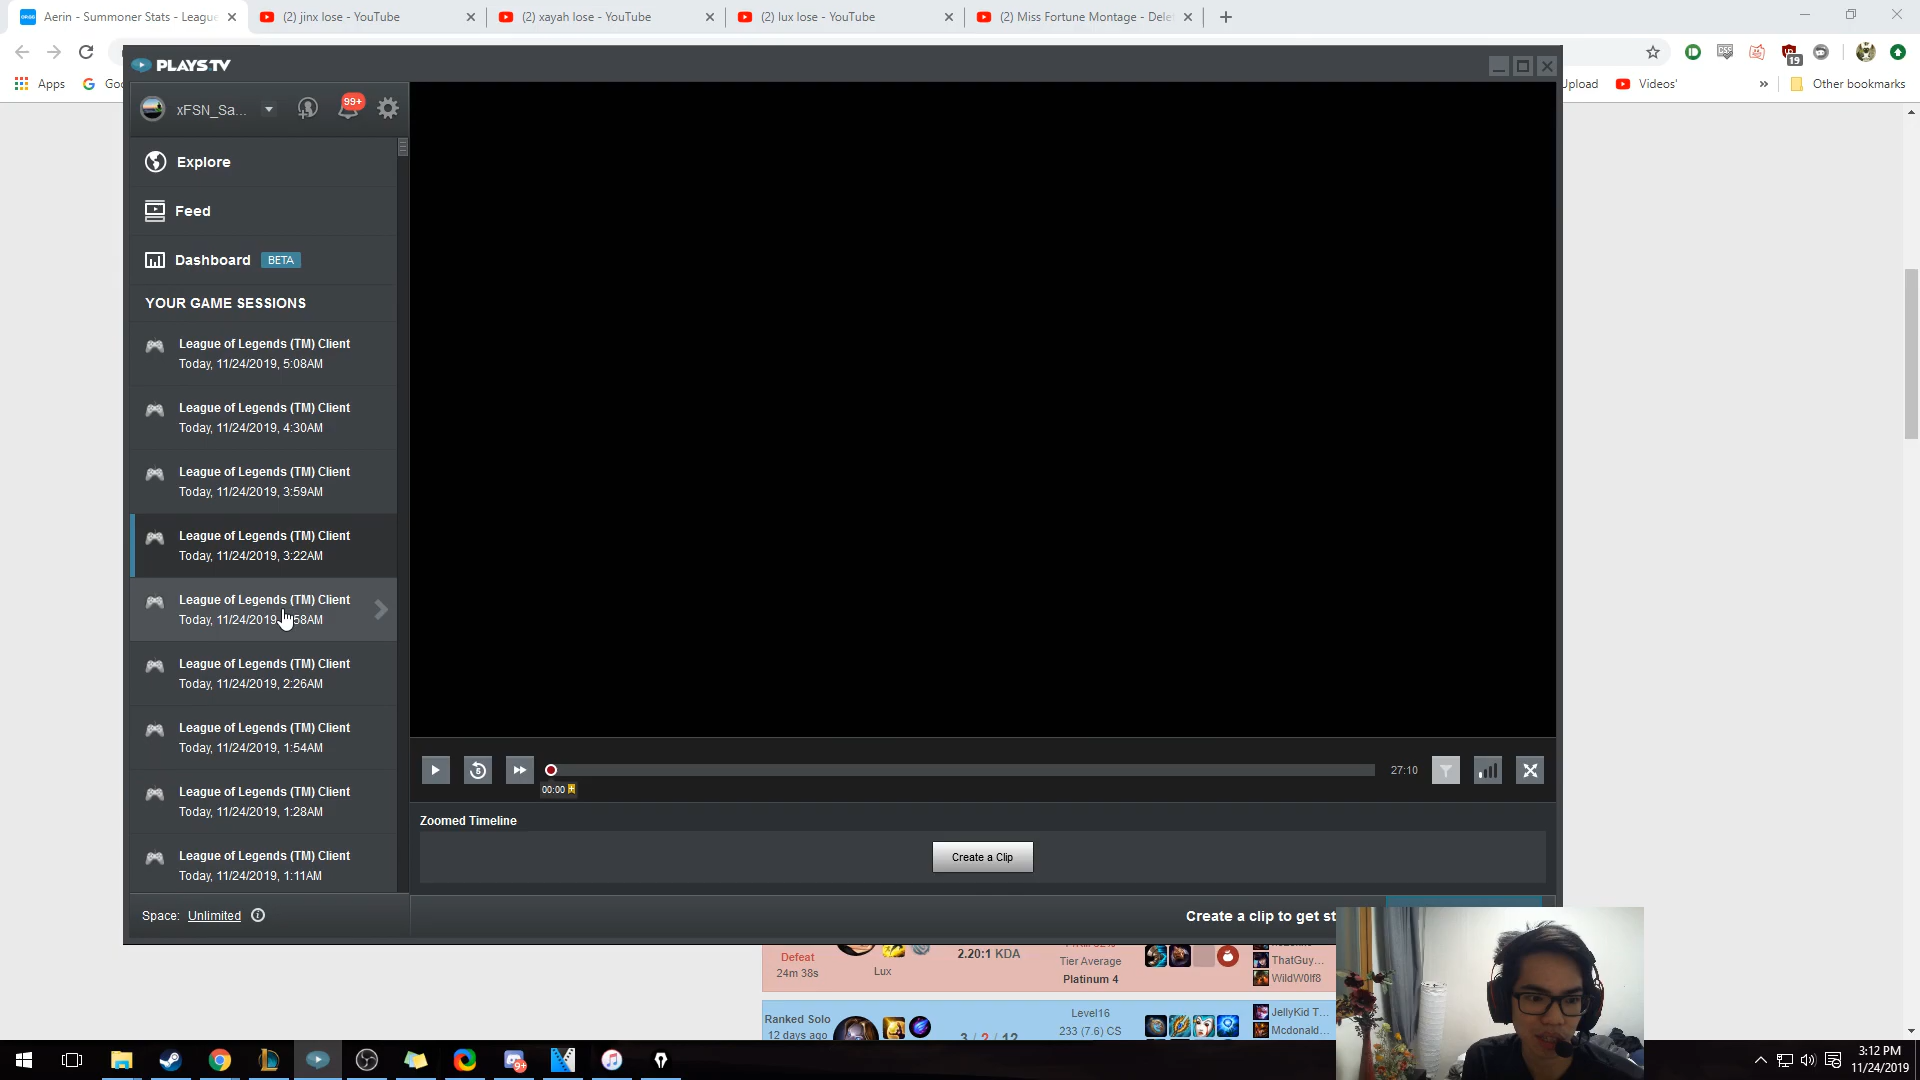 Aerin - Summoner Stats - Leagu
(2) jinx lose - YouTube
(2) xayah lose - YouTube
(2) lux lose - YouTube
(2) Miss Fortune Montage - Dele
19
Apps
Goo
Upload
Videos'
»
Other bookmarks
PLAYS.TV
xFSN_Sa...
99+
Explore
Feed
Dashboard BETA
YOUR GAME SESSIONS
League of Legends (TM) Client
Today, 11/24/2019, 5:08AM
League of Legends (TM) Client
Today, 11/24/2019, 4:30AM
League of Legends (TM) Client
Today, 11/24/2019, 3:59AM
League of Legends (TM) Client
Today, 11/24/2019, 3:22AM
League of Legends (TM) Client
Today, 11/24/2019 58AM
League of Legends (TM) Client
Today, 11/24/2019, 2:26AM
League of Legends (TM) Client
Today, 11/24/2019, 1:54AM
League of Legends (TM) Client
Today, 11/24/2019, 1:28AM
League of Legends (TM) Client
Today, 11/24/2019, 1:11AM
Space: Unlimited
5
27:10
00:00
Zoomed Timeline
Create a Clip
Create a clip to get st
Defeat
24m 38s
Lux
2.20:1 KDA
Tier Average
Platinum 4
ThatGuy...
WildW0lf8
Ranked Solo
12 days ago
3 / 2 / 12
Level16
233 (7.6) CS
JellyKid T...
Mcdonald...
9+
3:12 PM
11/24/2019